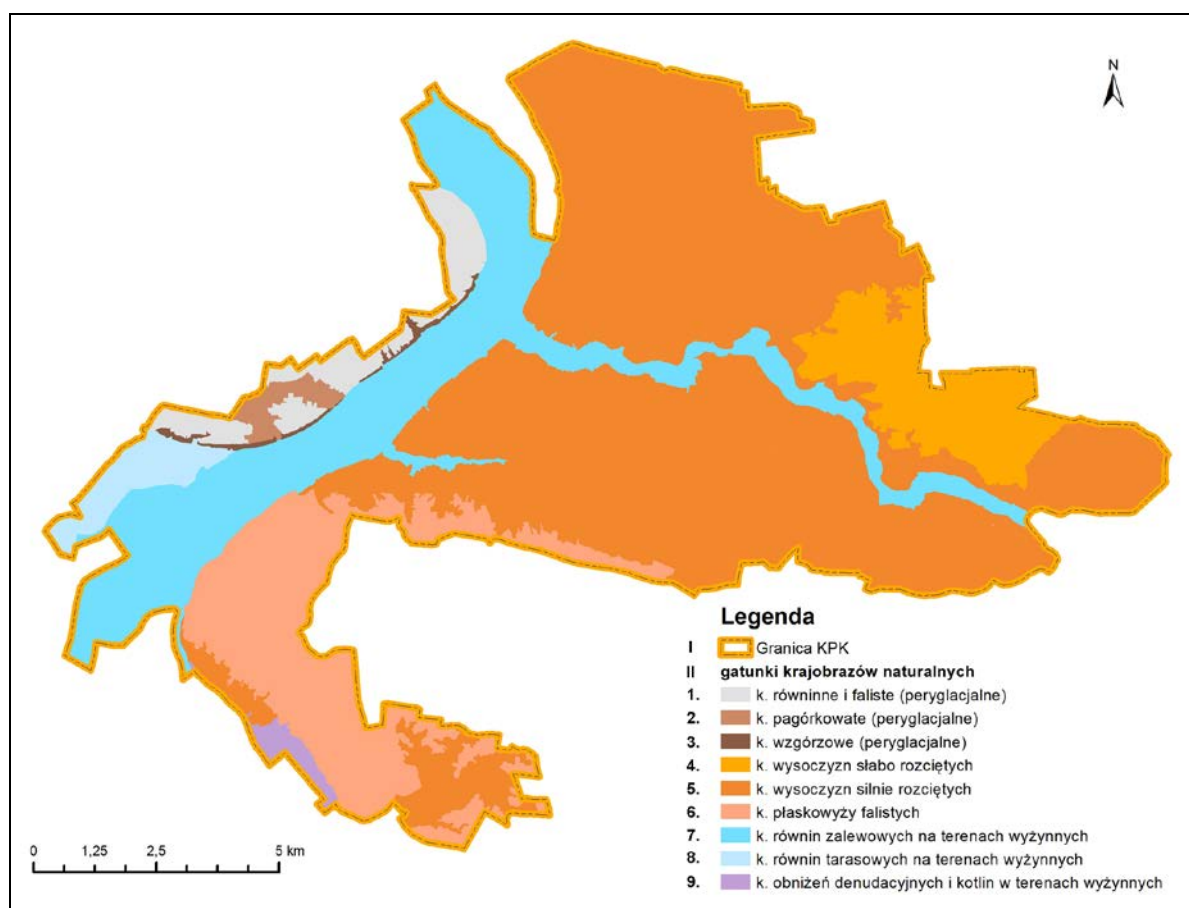 N
Legenda
I Granica KPK
II gatunki krajobrazów naturalnych
1. k. równinne i faliste (peryglacjalne)
2. k. pagórkowate (peryglacjalne)
3. k. wzgórzowe (peryglacjalne)
4. k. wysoczyzn słabo rozciętych
5. k. wysoczyzn silnie rozciętych
6. k. płaskowyży falistych
7. k. równin zalewowych na terenach wyżynnych
8. k. równin tarasowych na terenach wyżynnych
9. k. obniżeń denudacyjnych i kotlin w terenach wyżynnych
0 1,25 2,5 5 km